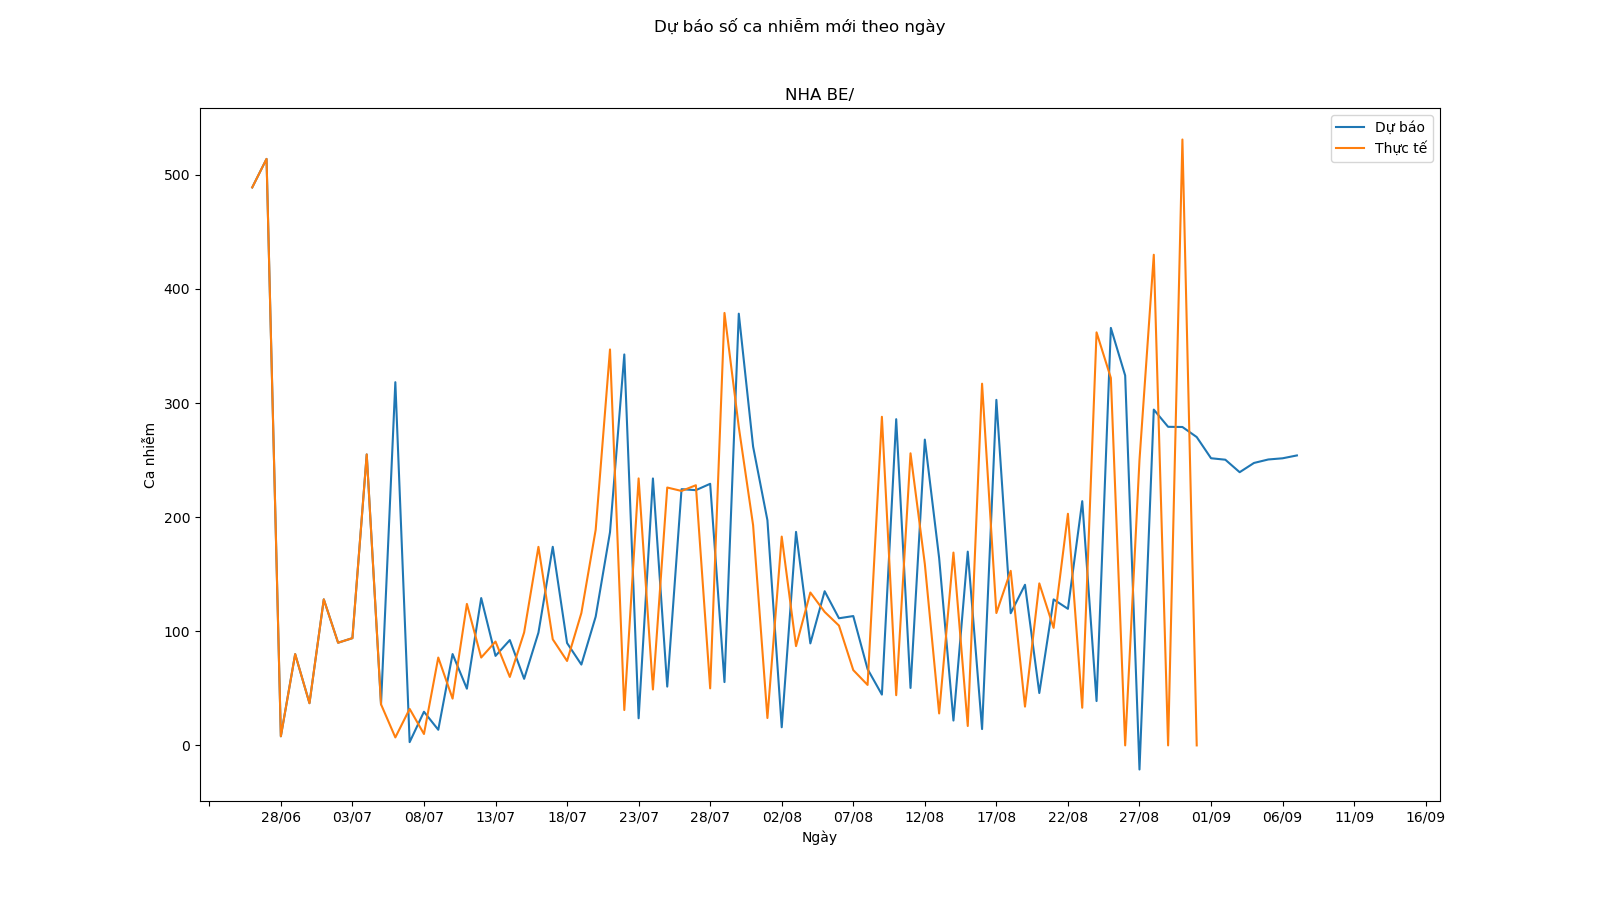 Dự báo số ca nhiễm mới theo ngày
NHA BE/
Dự báo
Thực tế
500
400
300
200
100
0
Ca nhiễm
28/06 03/07 08/07 13/07 18/07 23/07 28/07 02/08 07/08 12/08 17/08 22/08 27/08 01/09 06/09 11/09 16/09
Ngày